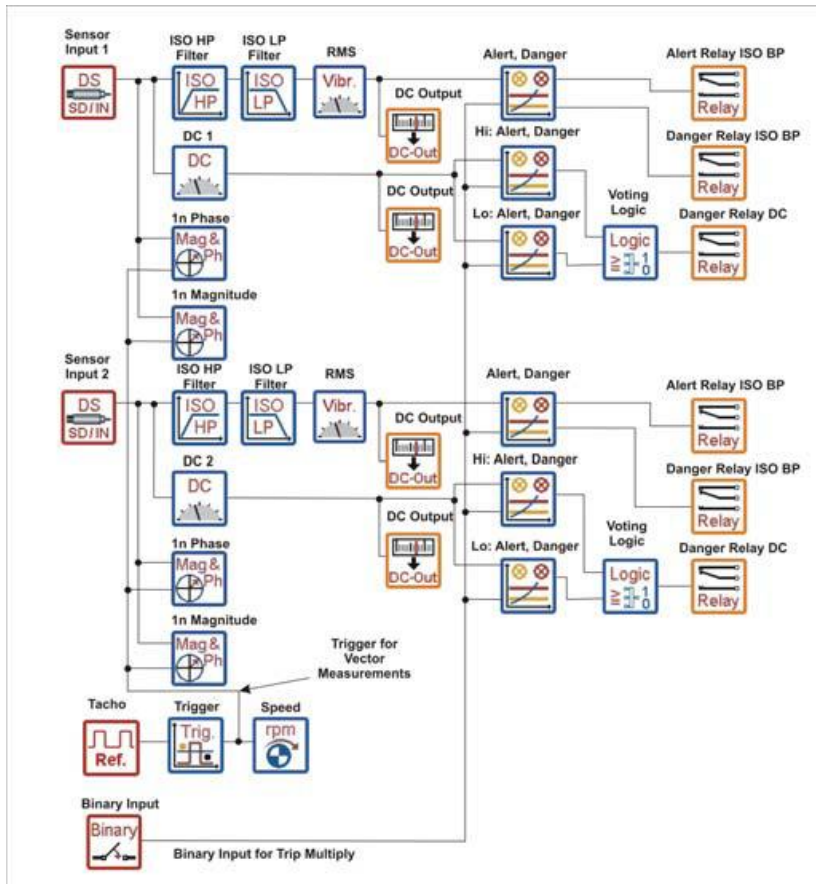 Sensor
Input 1
ISO HP
Filter
ISO LP
Filter
RMS
Alert, Danger
Alert Relay ISO BP
DS
SD/IN
ISO
HP
ISO
LP
Vibr.
DC Output
DC-Out
Relay
DC 1
DC
Hi: Alert, Danger
Danger Relay ISO BP
Relay
DC Output
DC-Out
1n Phase
Mag &
Ph
Lo: Alert, Danger
Voting
Logic
Logic
≥
1
0
Danger Relay DC
Relay
1n Magnitude
Mag &
Ph
Sensor
Input 2
ISO HP
Filter
ISO LP
Filter
RMS
Alert, Danger
Alert Relay ISO BP
DS
SD/IN
ISO
HP
ISO
LP
Vibr.
DC Output
DC-Out
Relay
DC 2
DC
Hi: Alert, Danger
Danger Relay ISO BP
Relay
DC Output
DC-Out
1n Phase
Mag &
Ph
Lo: Alert, Danger
Voting
Logic
Logic
≥
1
0
Danger Relay DC
Relay
1n Magnitude
Mag &
Ph
Trigger for
Vector
Measurements
Tacho
Ref.
Trigger
Trig.
Speed
rpm
Binary Input
Binary
Binary Input for Trip Multiply